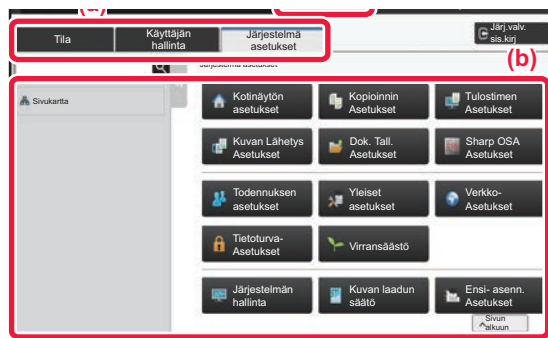 (a)
Tila
Käyttäjän
hallinta
Järjestelmä
asetukset
Järj.valv.
sis.kirj
(b)
Järjestelmä asetukset
Sivukartta
Kotinäytön
asetukset
Kopioinnin
Asetukset
Tulostimen
Asetukset
Kuvan Lähetys
Asetukset
Dok. Tall.
Asetukset
Sharp OSA
Asetukset
Todennuksen
asetukset
Yleiset
asetukset
Verkko-
Asetukset
Tietoturva-
Asetukset
Virransäästö
Järjestelmän
hallinta
Kuvan laadun
säätö
Ensi- asenn.
Asetukset
Sivun
alkuun